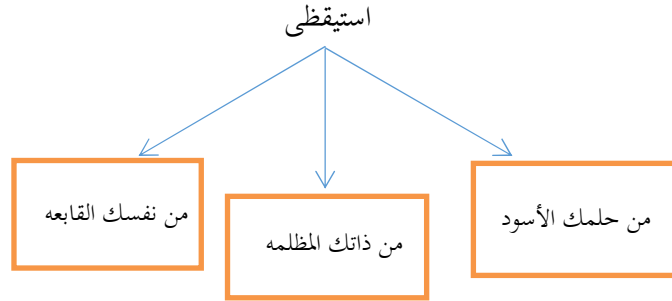 استيقظى
من حلمك الأسود
من ذاتك المظلمه
من نفسك القابعه